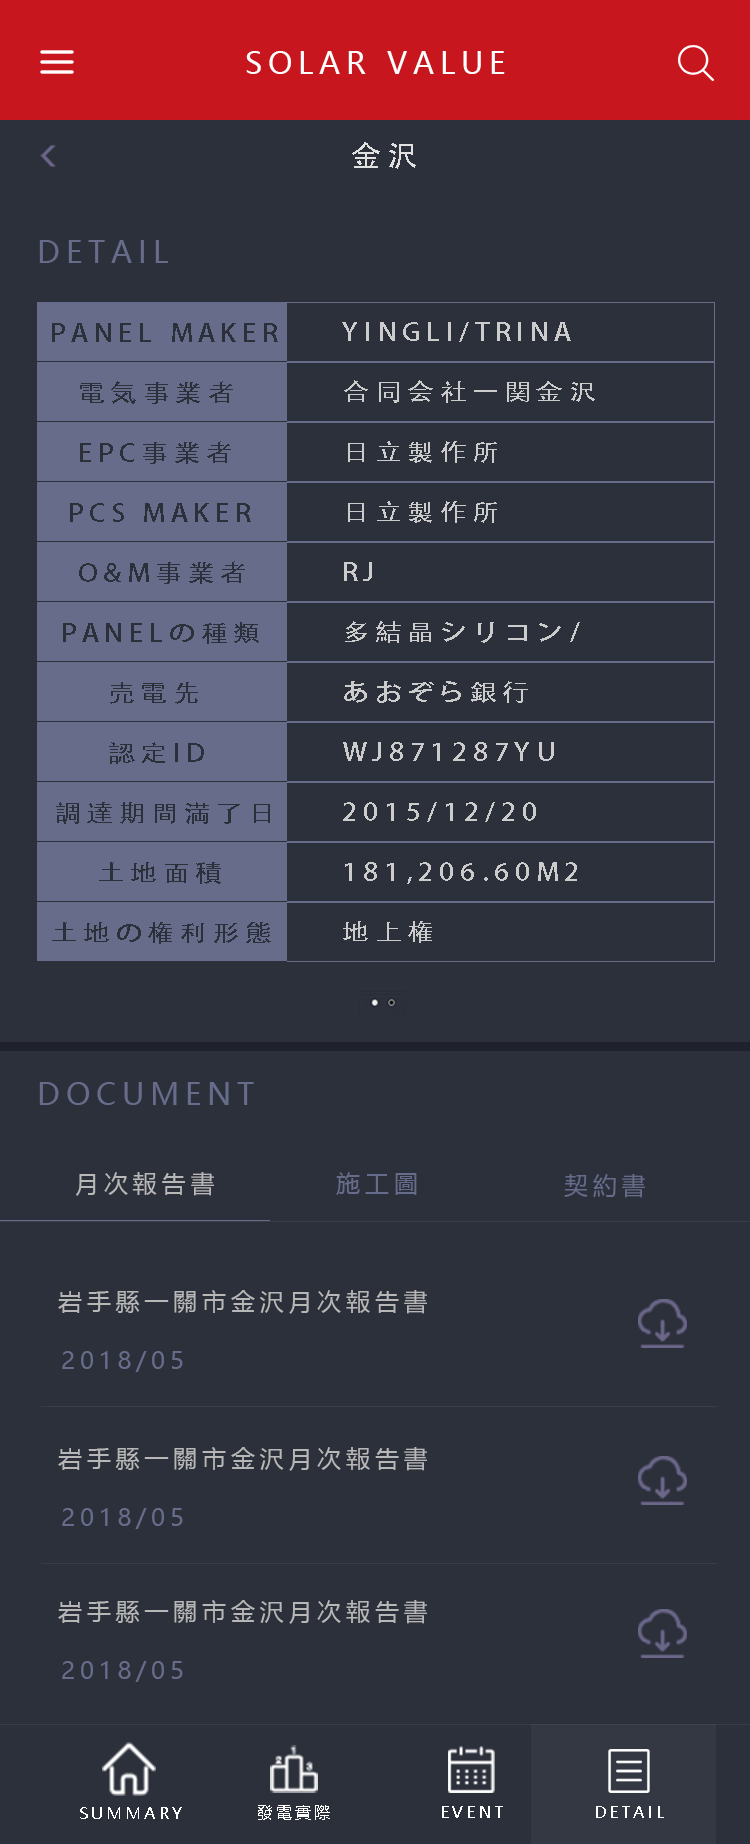 SOLAR VALUE
金沢
DETAIL
PANEL MAKER YINGLI/TRINA
電気事業者 合同会社一関金沢
EPC事業者 日立製作所
PCS MAKER 日立製作所
O&M事業者 RJ
PANELの種類 多結晶シリコン/
売電先 あおぞら銀行
認定ID WJ871287YU
調達期間満了日 2015/12/20
土地面積 181,206.60M2
土地の権利形態 地上権
DOCUMENT
月次報告書 施工圖 契約書
岩手縣一關市金沢月次報告書
2018/05
岩手縣一關市金沢月次報告書
2018/05
岩手縣一關市金沢月次報告書
2018/05
SUMMARY 發電實際 EVENT DETAIL